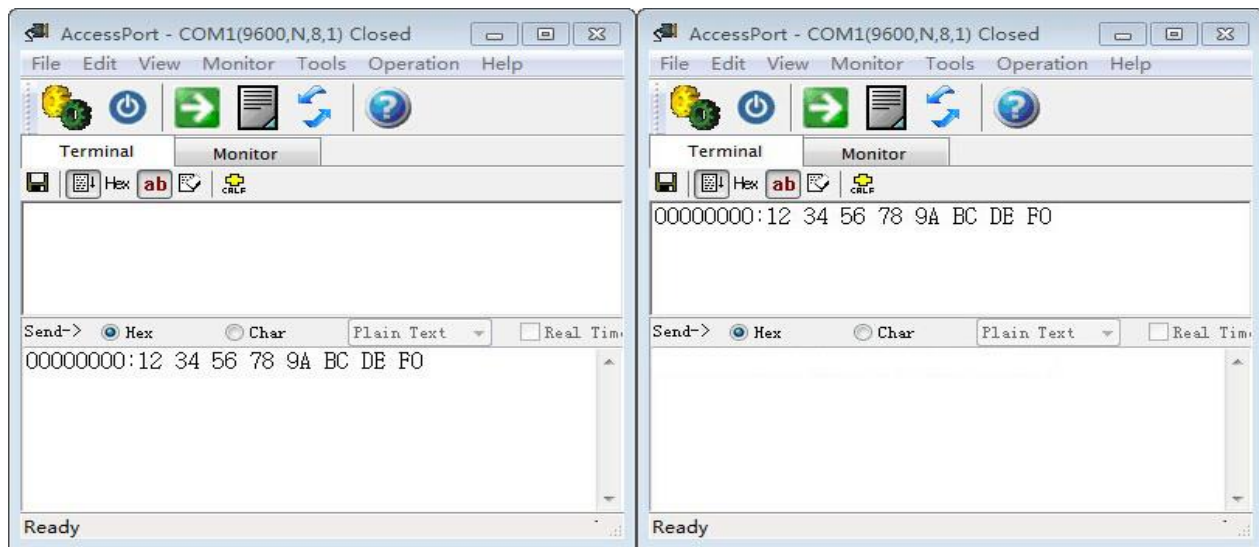 AccessPort - COM1(9600,N,8,1) Closed
File Edit View Monitor Tools Operation Help
Terminal Monitor
Hex ab CRLF
Send-> Hex Char Plain Text Real Tim
00000000:12 34 56 78 9A BC DE F0
Ready
AccessPort - COM1(9600,N,8,1) Closed
File Edit View Monitor Tools Operation Help
Terminal Monitor
Hex ab CRLF
00000000:12 34 56 78 9A BC DE F0
Send-> Hex Char Plain Text Real Tim
Ready